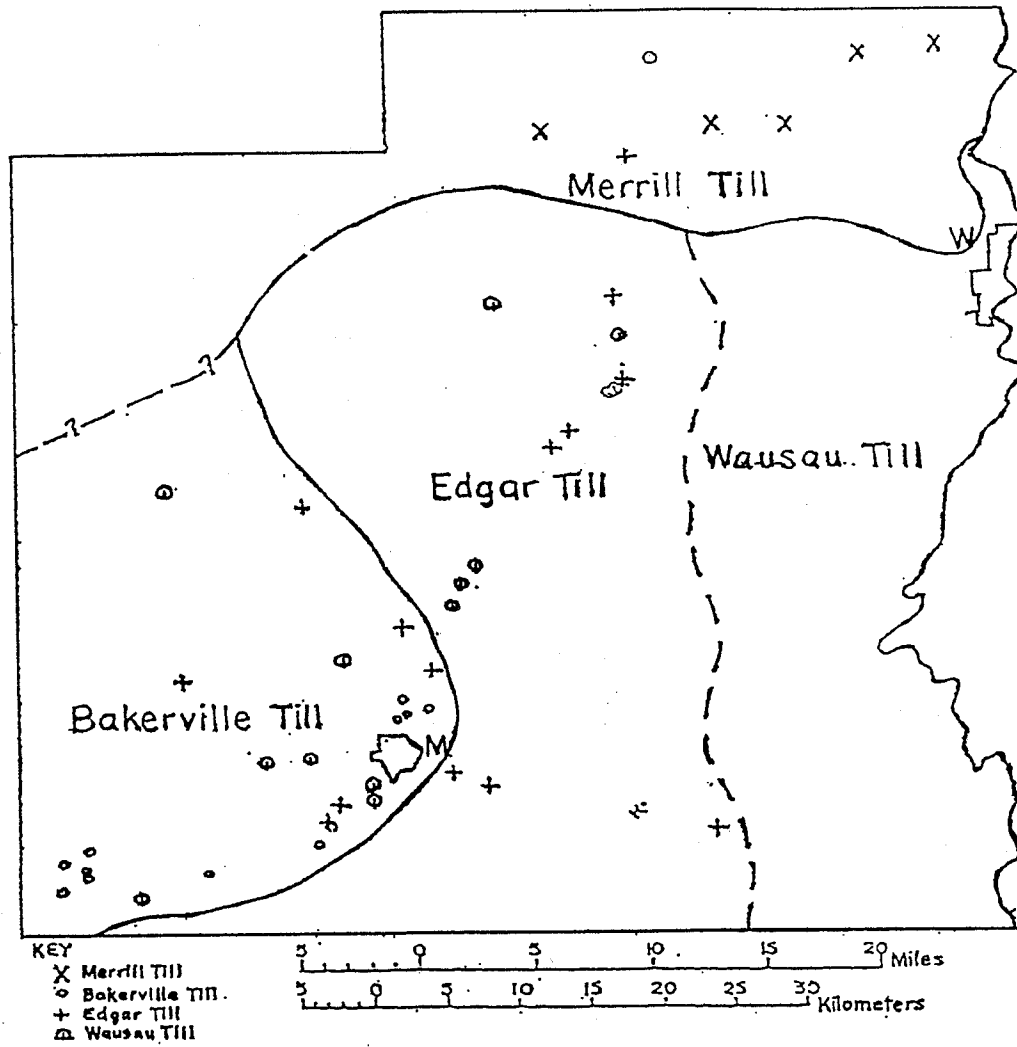 Merrill Till
W
?
?
Wausau Till
Edgar Till
Bakerville Till
M
KEY
X Merrill Till
o Bakerville Till
+ Edgar Till
Wausau Till
5 0 5 10 15 20 Miles
5 0 5 10 15 20 25 30 35 Kilometers